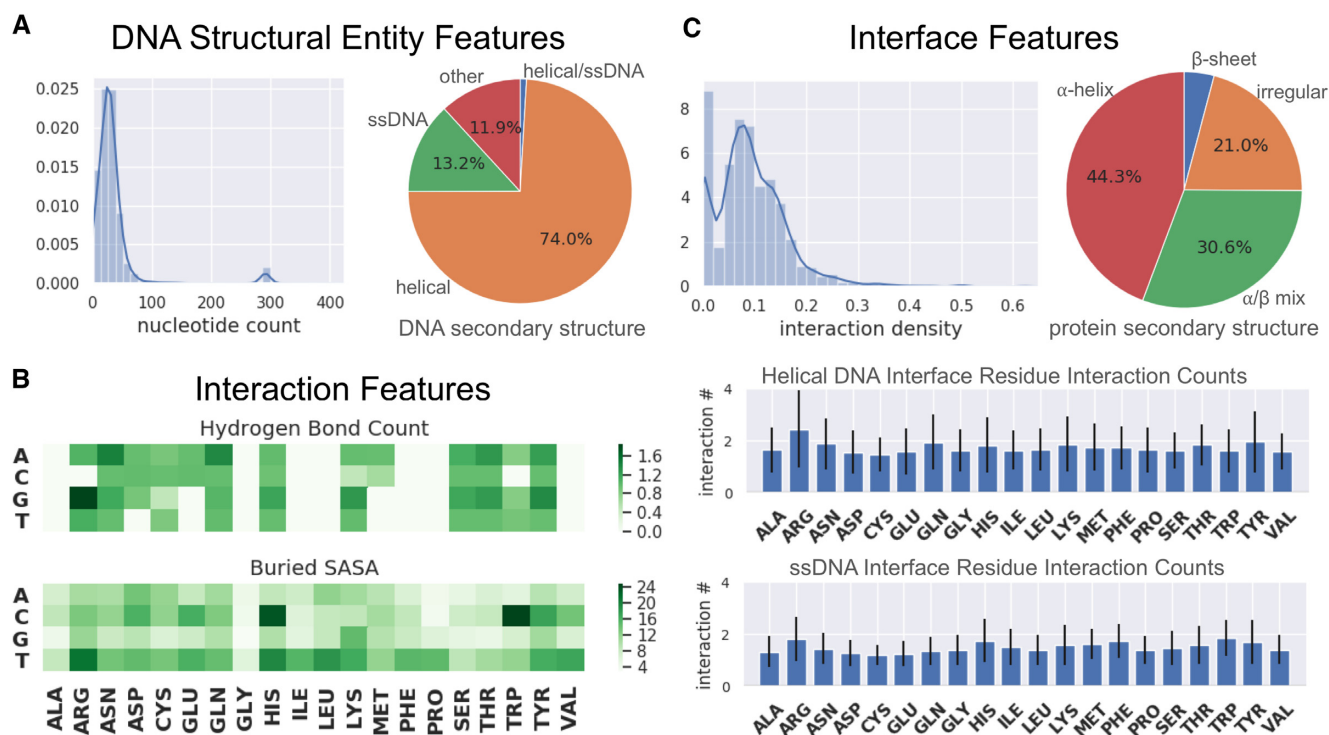 A
DNA Structural Entity Features
0.025
0.020
0.015
0.010
0.005
0.000
0 100 200 300 400
nucleotide count
other
helical/ssDNA
ssDNA
11.9%
13.2%
74.0%
helical
DNA secondary structure
B
Interaction Features
Hydrogen Bond Count
A
C
G
T
1.6
1.2
0.8
0.4
0.0
Buried SASA
A
C
G
T
24
20
16
12
8
4
ALA ARG ASN ASP CYS GLU GLN GLY HIS ILE LEU LYS MET PHE PRO SER THR TRP TYR VAL
C
Interface Features
8
6
4
2
0
0.0 0.1 0.2 0.3 0.4 0.5 0.6
interaction density
β-sheet
α-helix
irregular
21.0%
44.3%
30.6%
α/β mix
protein secondary structure
Helical DNA Interface Residue Interaction Counts
interaction #
4
2
0
ALA ARG ASN ASP CYS GLU GLN GLY HIS ILE LEU LYS MET PHE PRO SER THR TRP TYR VAL
ssDNA Interface Residue Interaction Counts
interaction #
4
2
0
ALA ARG ASN ASP CYS GLU GLN GLY HIS ILE LEU LYS MET PHE PRO SER THR TRP TYR VAL